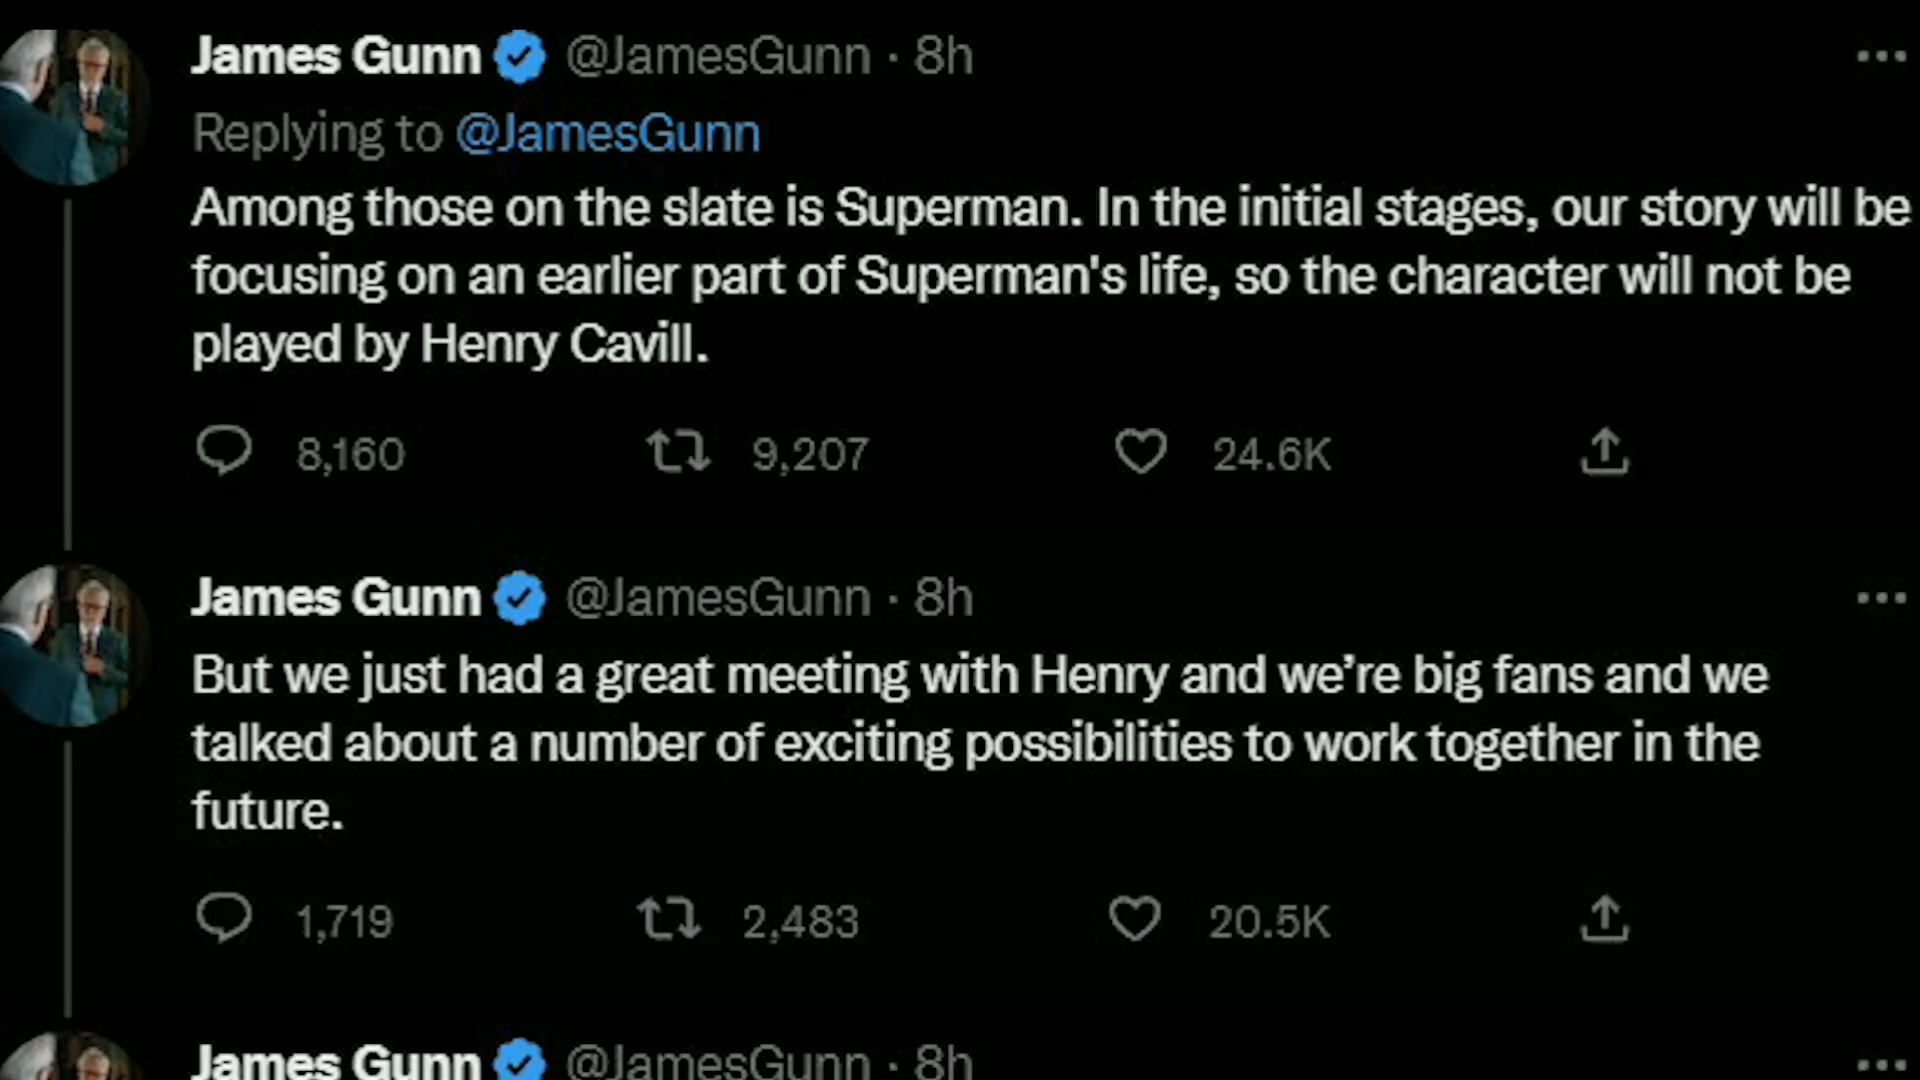 James Gunn @JamesGunn · 8h
Replying to @JamesGunn
Among those on the slate is Superman. In the initial stages, our story will be
focusing on an earlier part of Superman's life, so the character will not be
played by Henry Cavill.
8,160 9,207 24.6K
James Gunn @JamesGunn · 8h
But we just had a great meeting with Henry and we’re big fans and we
talked about a number of exciting possibilities to work together in the
future.
1,719 2,483 20.5K
James Gunn @JamesGunn · 8h